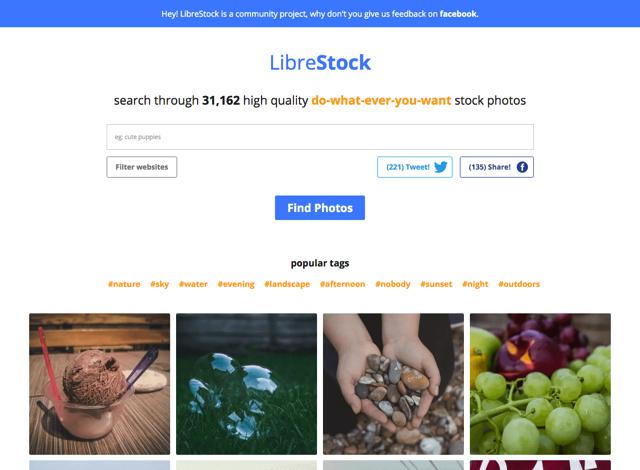 Hey! LibreStock is a community project, why don't you give us feedback on facebook.
LibreStock
search through 31,162 high quality do-what-ever-you-want stock photos
eg: cute puppies
Filter websites
(221) Tweet!
(135) Share!
Find Photos
popular tags
#nature #sky #water #evening #landscape #afternoon #nobody #sunset #night #outdoors